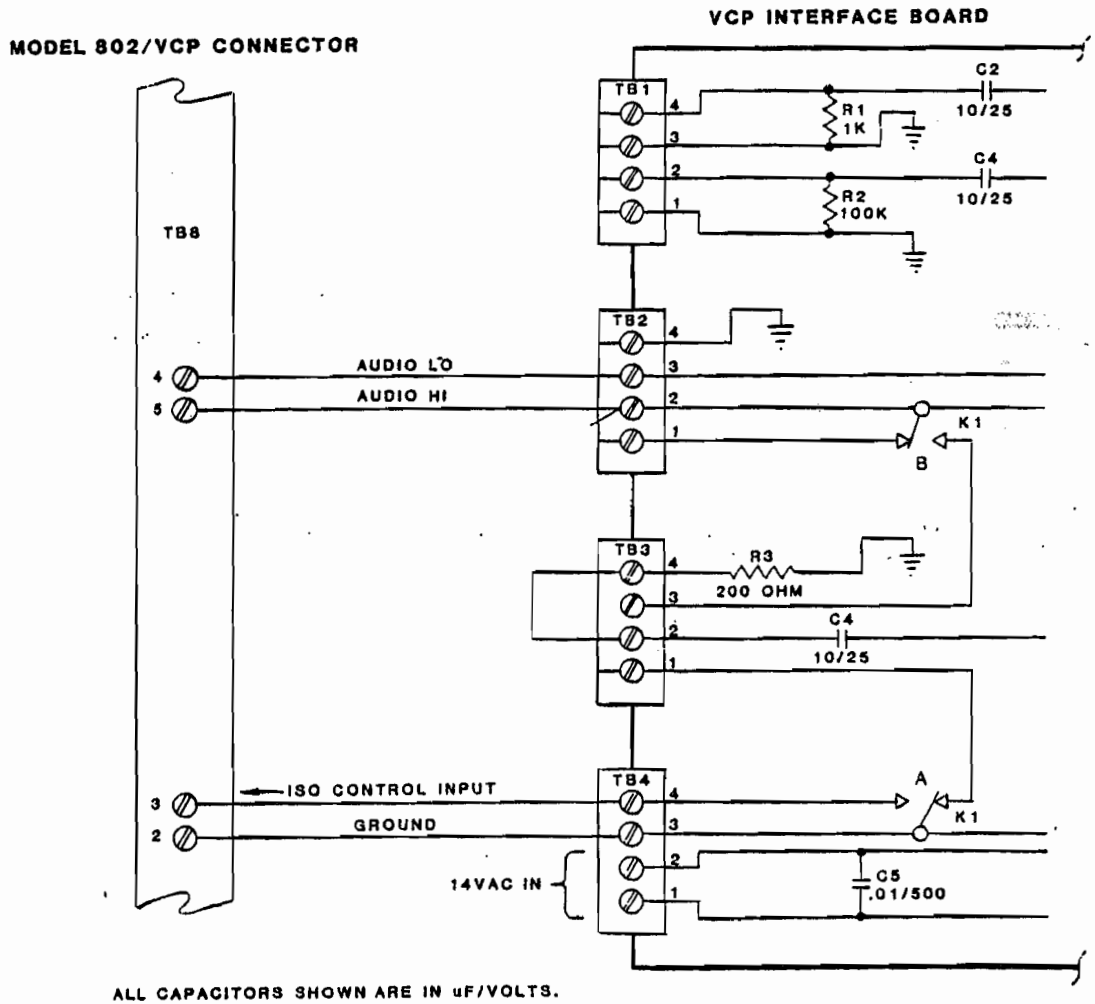 VCP INTERFACE BOARD
MODEL 802/VCP CONNECTOR
TB1
4
3
2
1
C2
10/25
R1
1K
C4
10/25
R2
100K
TB8
TB2
4
3
2
1
4
AUDIO LO
5
AUDIO HI
K1
B
TB3
4
3
2
1
R3
200 OHM
C4
10/25
TB4
4
3
2
1
A
K1
3
ISO CONTROL INPUT
2
GROUND
14VAC IN
C5
.01/500
ALL CAPACITORS SHOWN ARE IN uF/VOLTS.